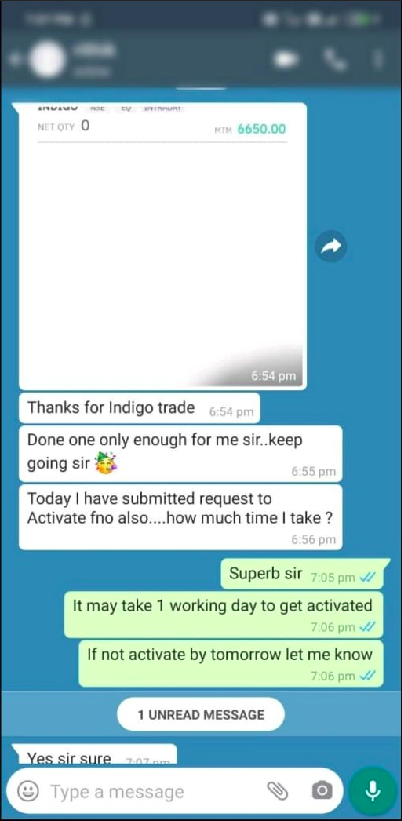 INDIGO NSE EQ INTRADAY
NET QTY 0 MTM 6650.00
6:54 pm
Thanks for Indigo trade 6:54 pm
Done one only enough for me sir..keep
going sir 🥳 6:55 pm
Today I have submitted request to
Activate fno also....how much time I take ?
6:56 pm
Superb sir 7:05 pm
It may take 1 working day to get activated
7:06 pm
If not activate by tomorrow let me know
7:06 pm
1 UNREAD MESSAGE
Yes sir sure 7:07 pm
Type a message